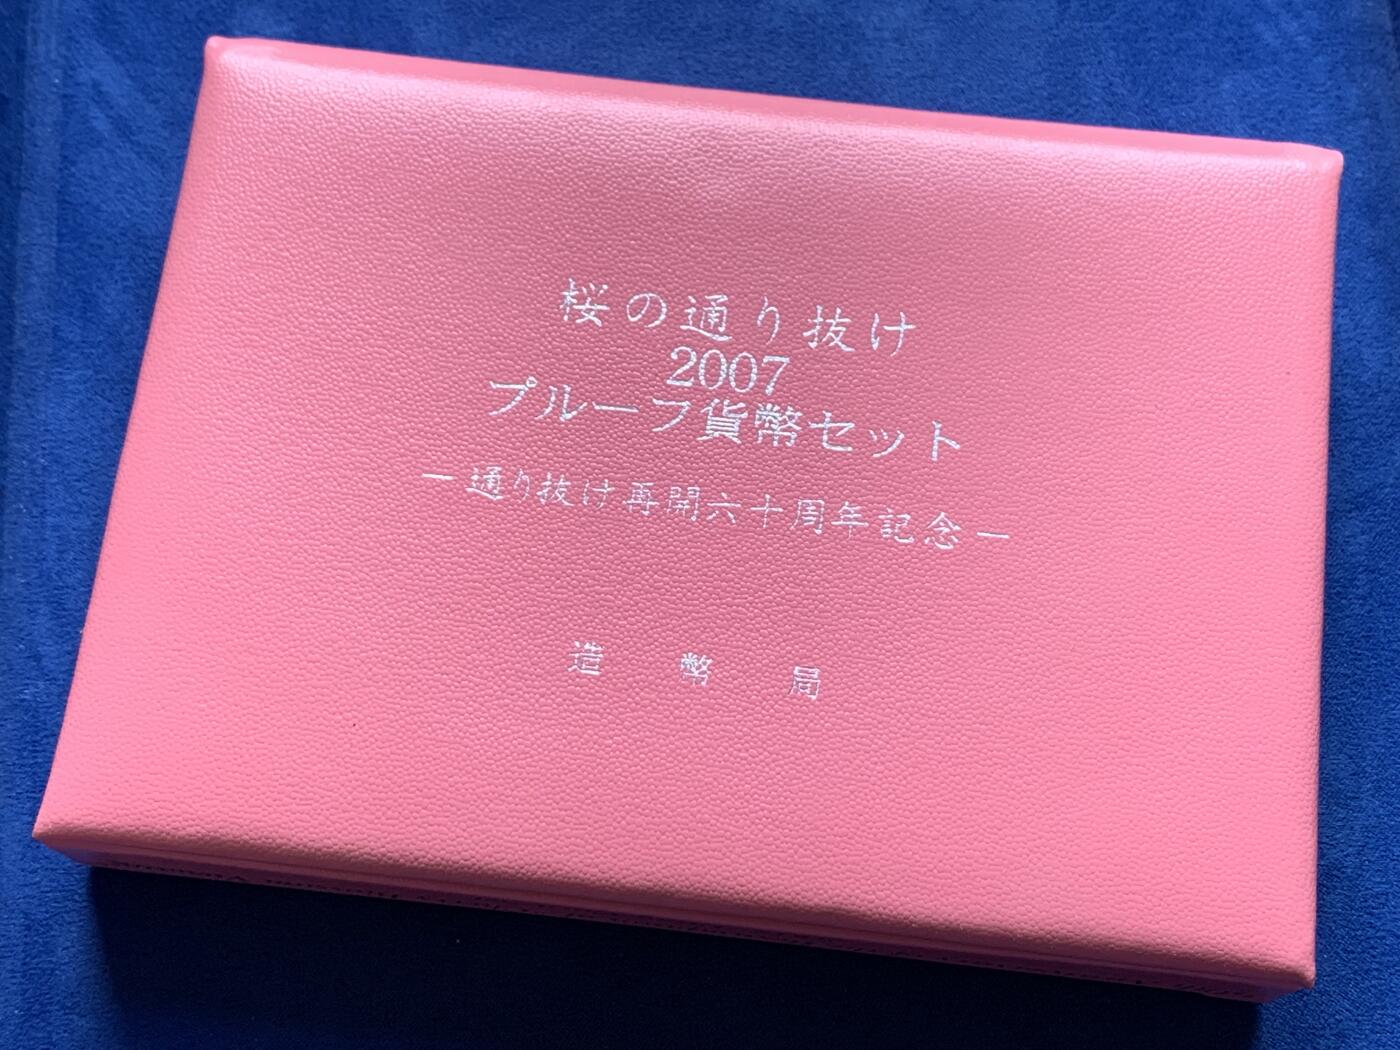 桜の通り抜け
2007
プルーフ貨幣セット
―通り抜け再開六十周年記念―
造幣局